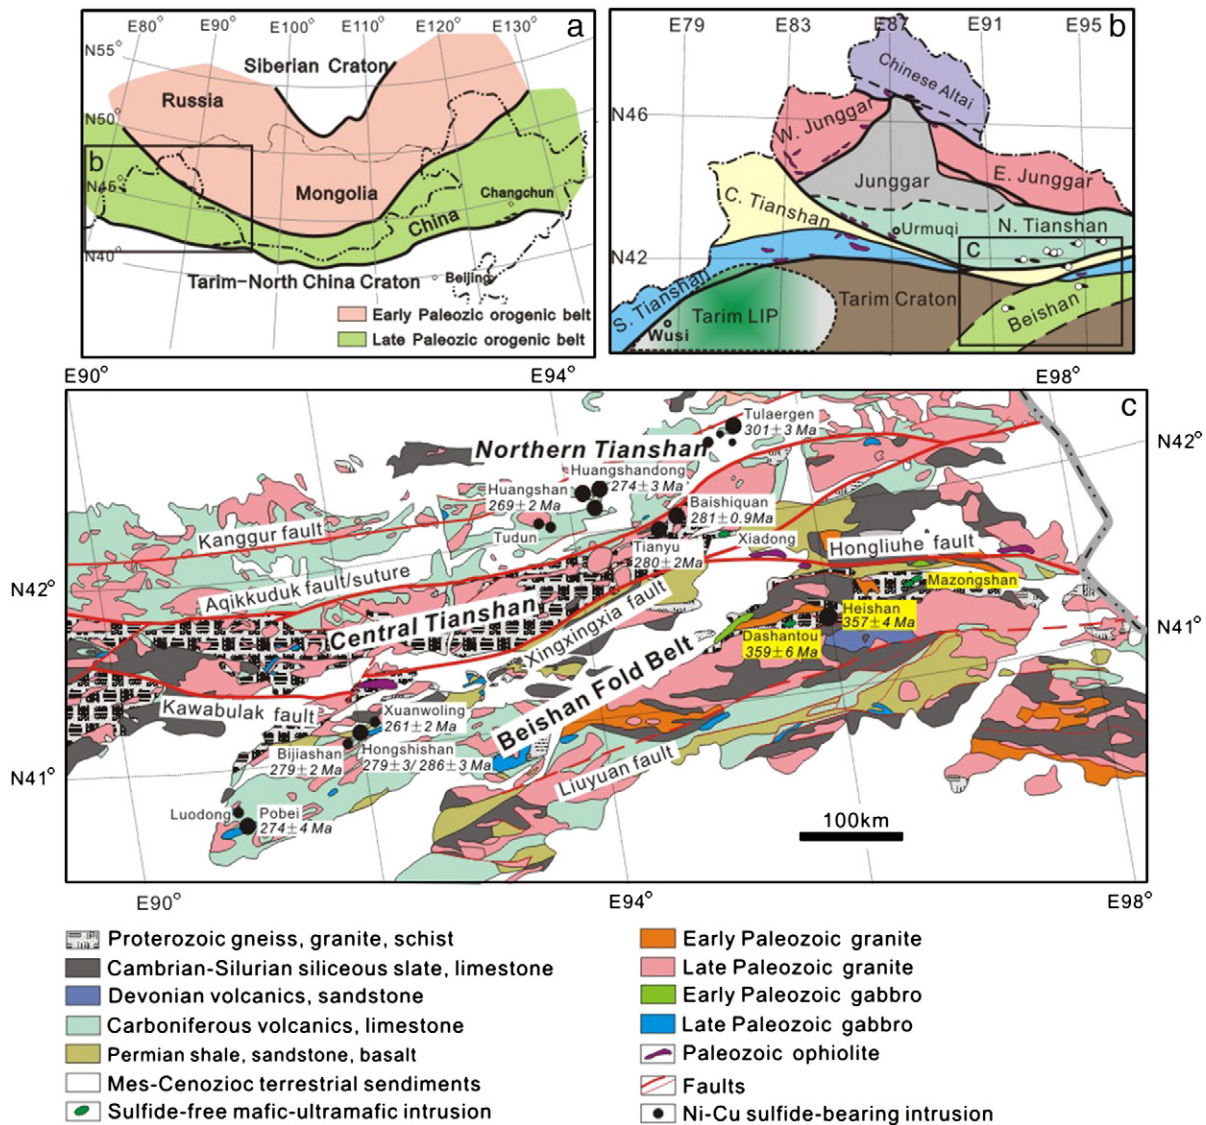 E80° E90° E100° E110° E120° E130° a
N55°
Siberian Craton
Russia
N50°
b
N45°
Mongolia
Changchun
China
N40°
Tarim-North China Craton
Beijing
Early Paleozic orogenic belt
Late Paleozic orogenic belt
E79 E83 E87 E91 E95 b
Chinese Altai
N46
W. Junggar
Junggar
E. Junggar
C. Tianshan
Urmuqi
N. Tianshan
N42
c
S. Tianshan
Tarim LIP
Tarim Craton
Beishan
Wusi
E90° E94° E98°
c
Tulaergen
301±3 Ma
N42°
Northern Tianshan
Huangshandong
274±3 Ma
Huangshan
269±2 Ma
Baishiquan
281±0.9Ma
Kanggur fault
Tudun
Xiadong
Hongliuhe fault
Tianyu
280±2Ma
N42°
Aqikkuduk fault/suture
Mazongshan
Central Tianshan
Xingxingxia fault
Heishan
357±4 Ma
N41°
Dashantou
359±6 Ma
Beishan Fold Belt
Kawabulak fault
Xuanwoling
261±2 Ma
Bijiashan
279±2 Ma
Hongshishan
279±3/ 286±3 Ma
Liuyuan fault
N41°
Luodong
Pobei
274±4 Ma
100km
E90° E94° E98°
Proterozoic gneiss, granite, schist
Cambrian-Silurian siliceous slate, limestone
Devonian volcanics, sandstone
Carboniferous volcanics, limestone
Permian shale, sandstone, basalt
Mes-Cenozioc terrestrial sendiments
Sulfide-free mafic-ultramafic intrusion
Early Paleozoic granite
Late Paleozoic granite
Early Paleozoic gabbro
Late Paleozoic gabbro
Paleozoic ophiolite
Faults
Ni-Cu sulfide-bearing intrusion